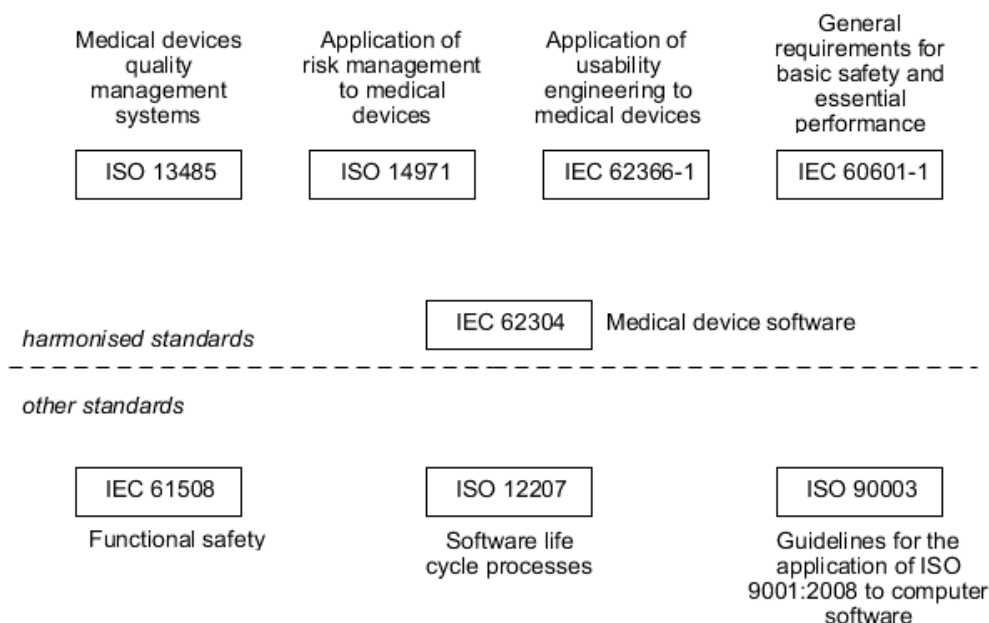 Medical devices
quality
management
systems
Application of
risk management
to medical
devices
Application of
usability
engineering to
medical devices
General
requirements for
basic safety and
essential
performance
ISO 13485
ISO 14971
IEC 62366-1
IEC 60601-1
IEC 62304
Medical device software
harmonised standards
other standards
IEC 61508
ISO 12207
ISO 90003
Functional safety
Software life
cycle processes
Guidelines for the
application of ISO
9001:2008 to computer
software